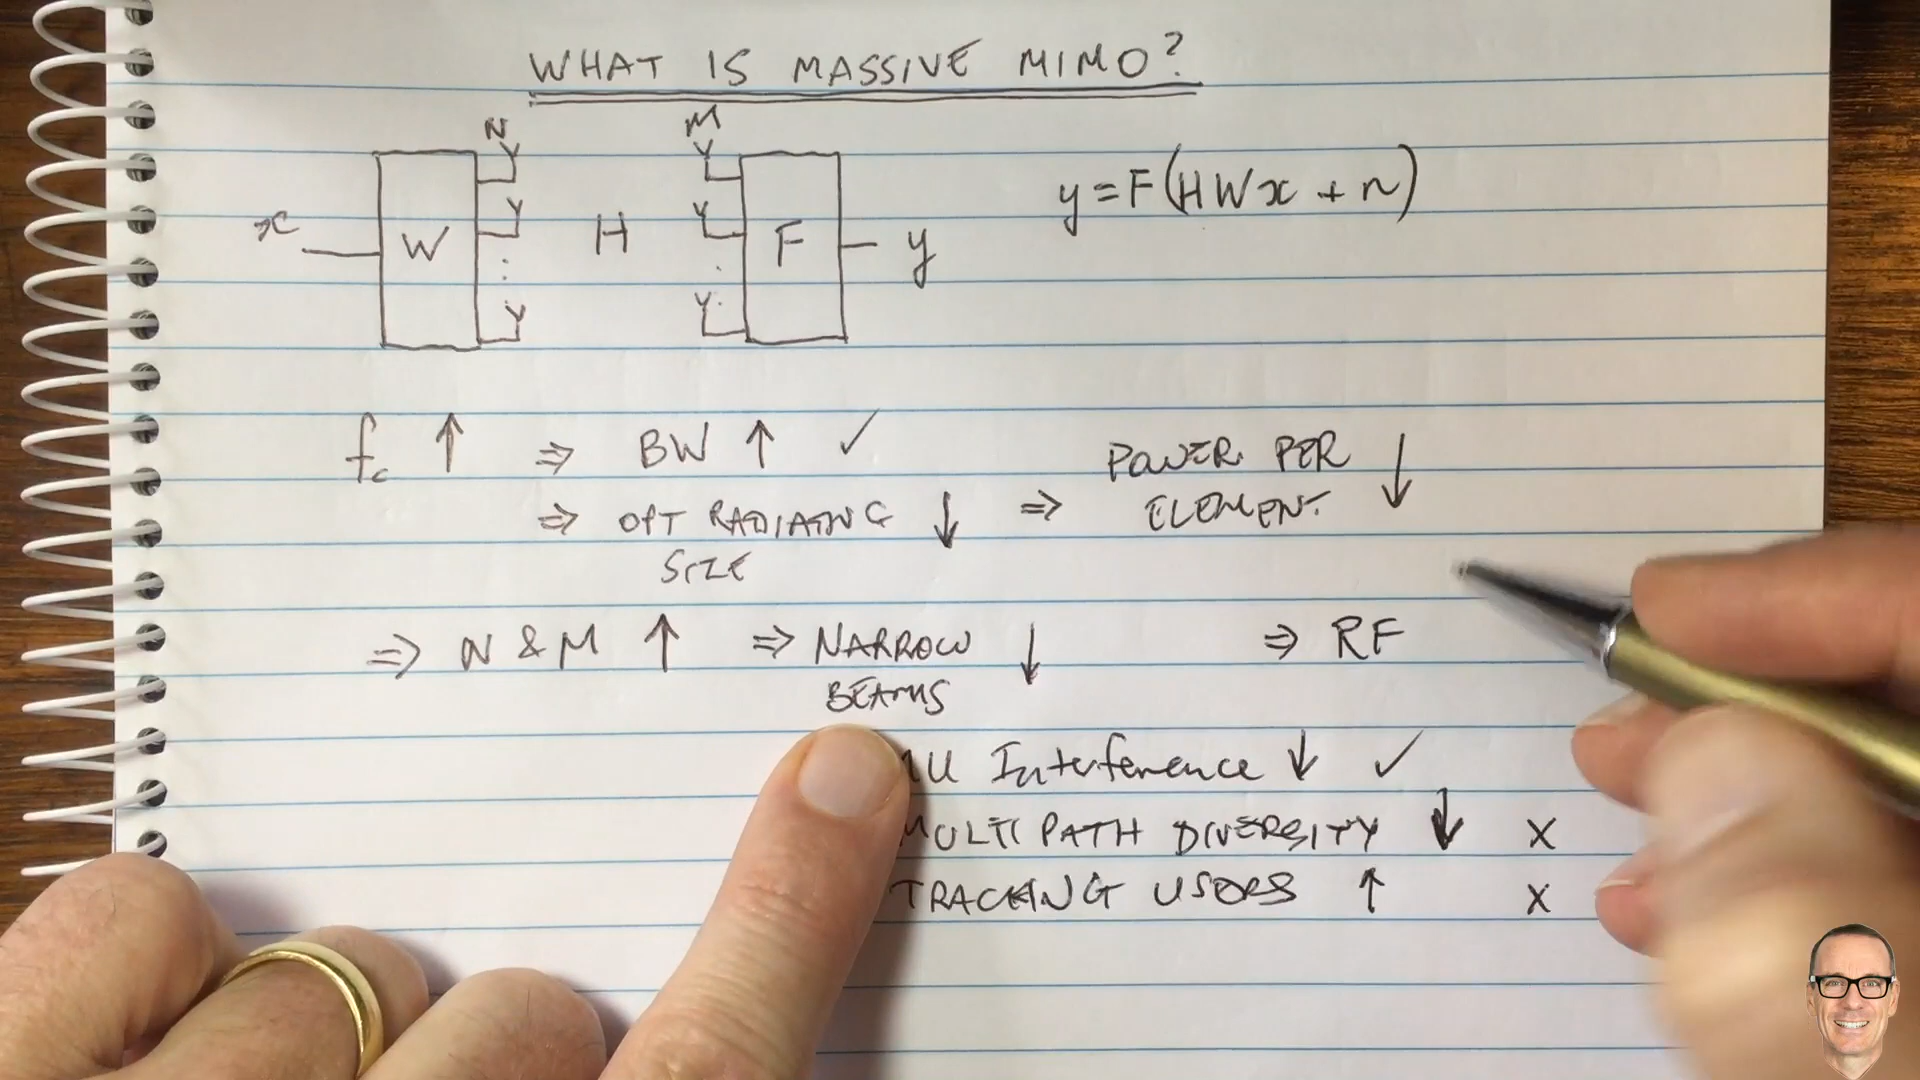 WHAT IS MASSIVE MIMO?
N M
x W H F y y = F(HWx + n)
fc ↑ ⇒ BW ↑ ✓ POWER PER ↓
⇒ OPT RADIATING ↓ ⇒ ELEMENT
SIZE
⇒ N & M ↑ ⇒ NARROW ↓ ⇒ RF
BEAMS
U Interference ↓ ✓
MULTIPATH DIVERSITY ↓ X
TRACKING USERS ↑ X